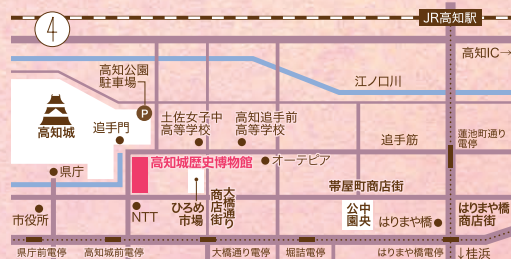 4
JR高知駅
高知IC→
高知公園
駐車場
江ノ口川
P
高知城
追手門
土佐女子中
高等学校
高知追手前
高等学校
追手筋
蓮池町通り
電停
高知城歴史博物館
オーテピア
県庁
帯屋町商店街
市役所
NTT
ひろめ
市場
大橋通り
商店街
中央
公園
はりまや橋
はりまや橋
商店街
県庁前電停
高知城前電停
大橋通り電停
堀詰電停
はりまや橋電停
↓桂浜